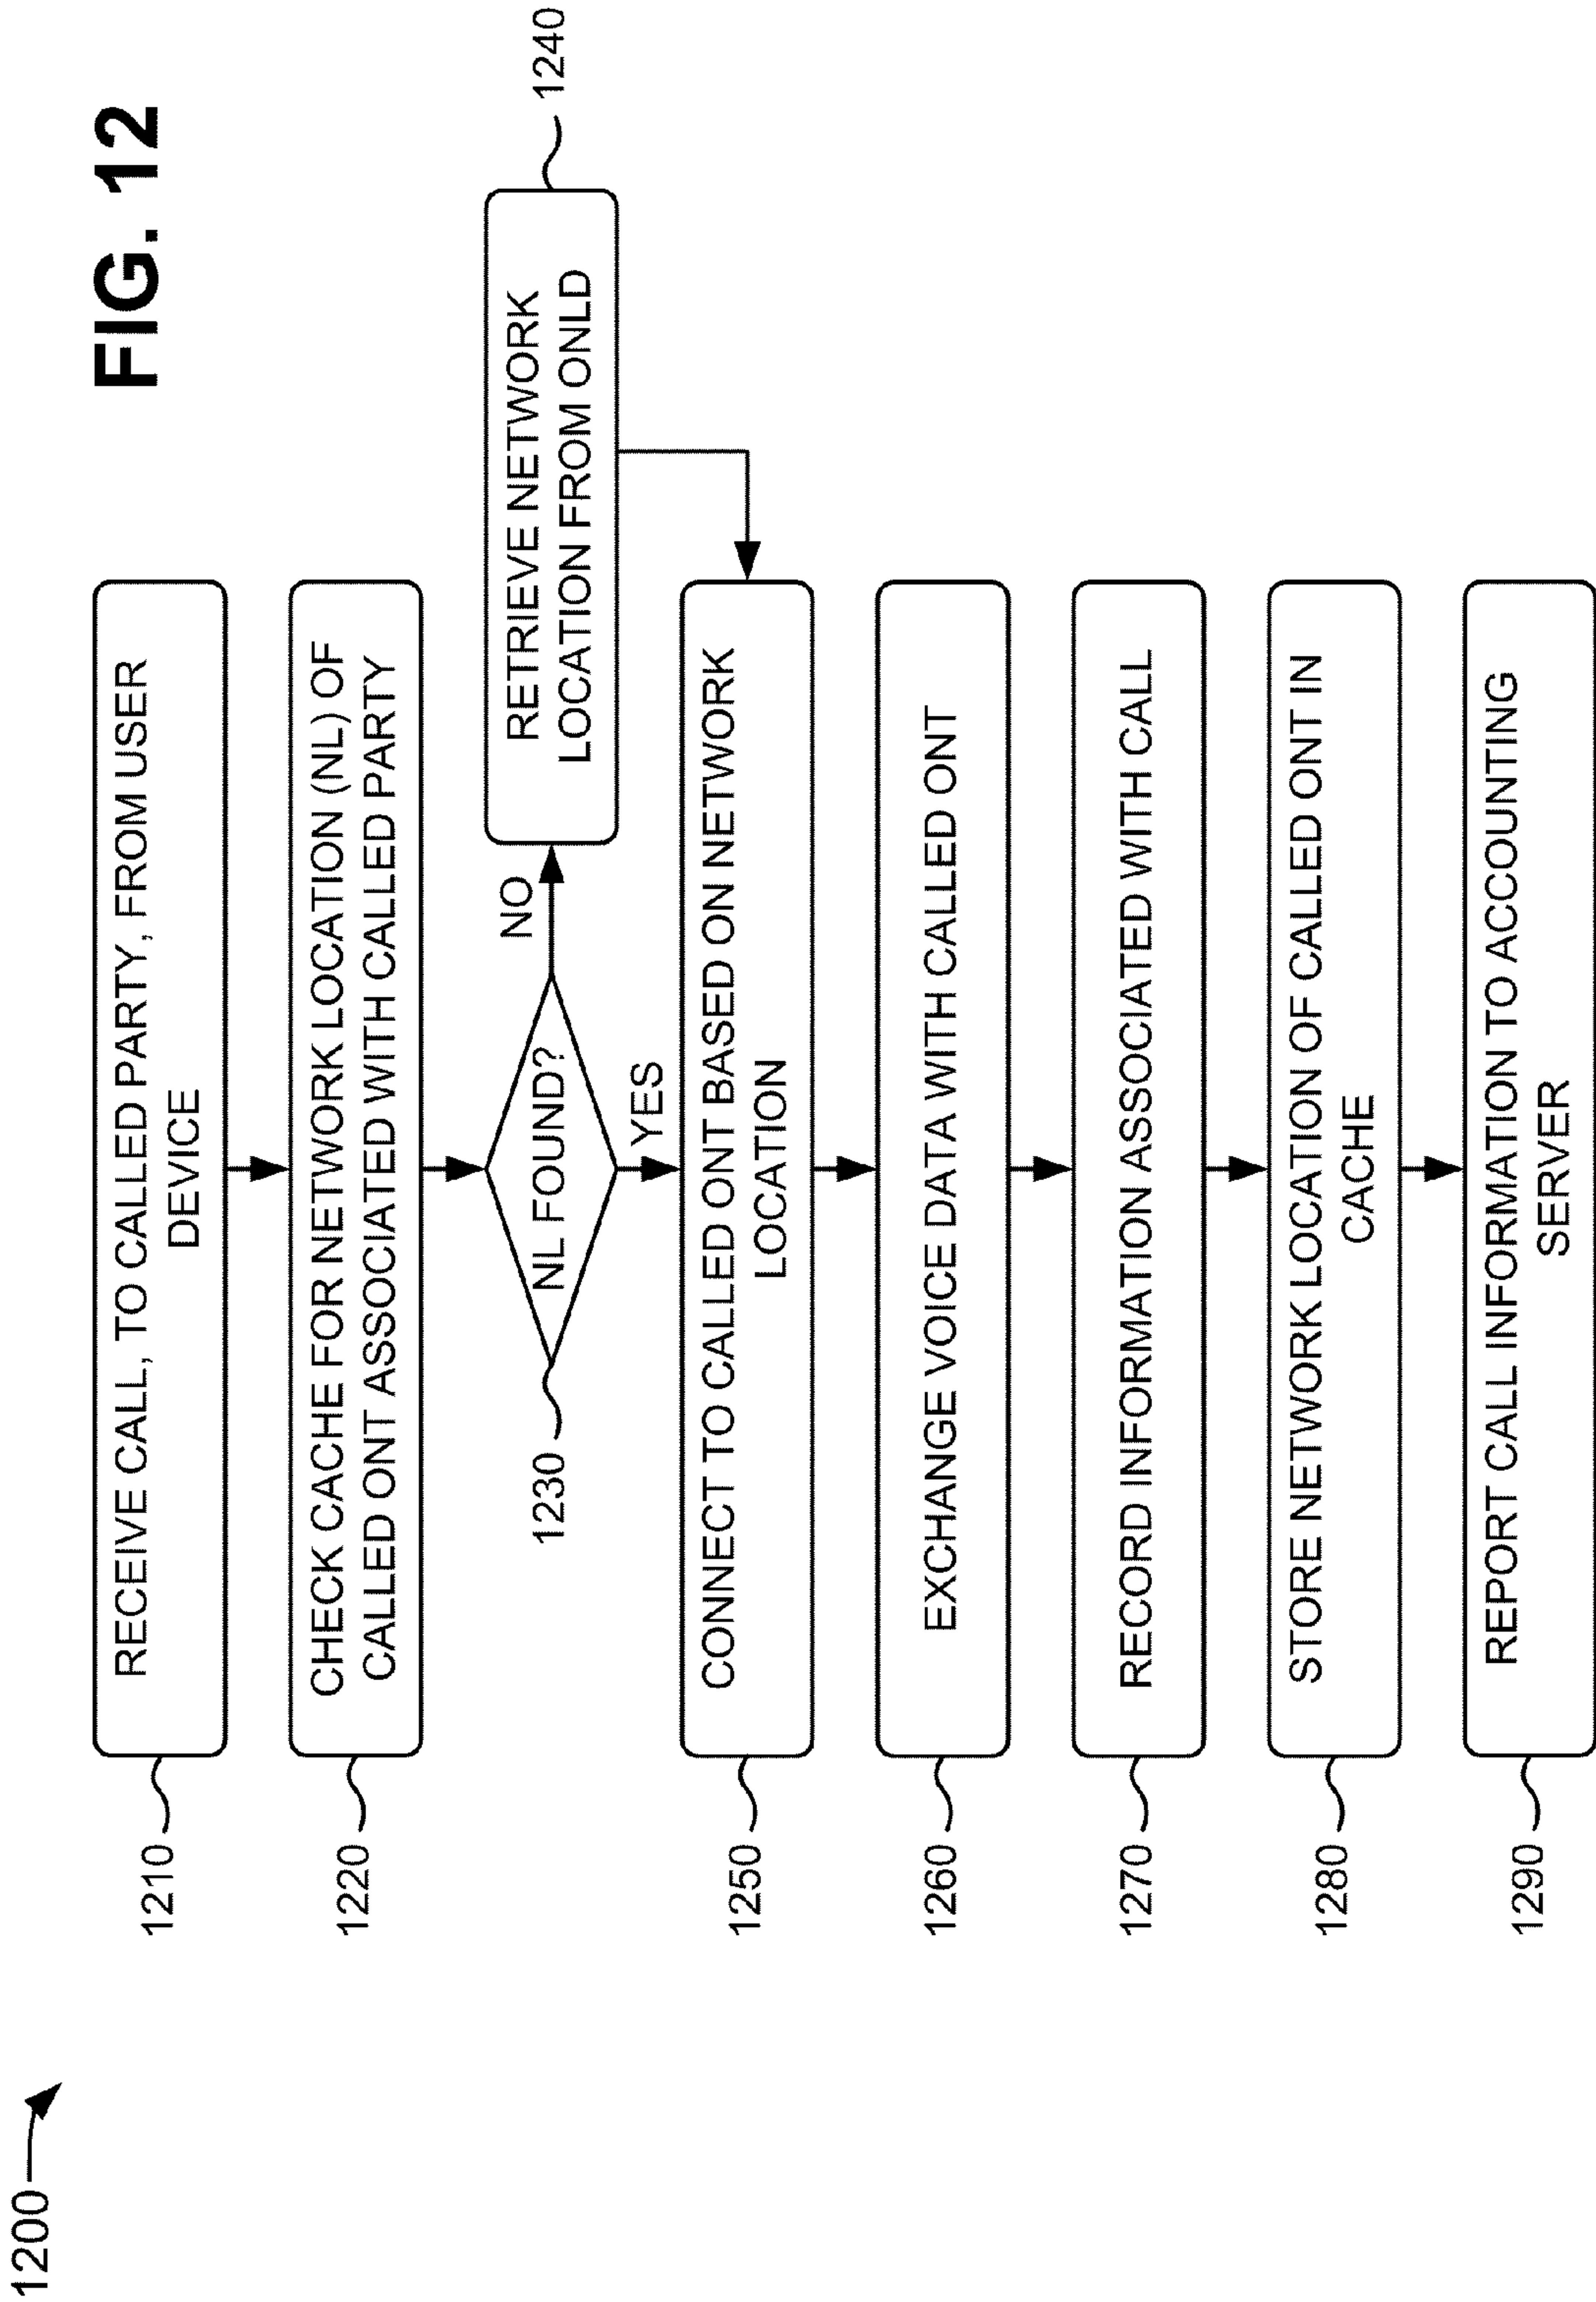 1200
FIG. 12
1210
RECEIVE CALL, TO CALLED PARTY, FROM USER
DEVICE
1220
CHECK CACHE FOR NETWORK LOCATION (NL) OF
CALLED ONT ASSOCIATED WITH CALLED PARTY
1230
NL FOUND?
NO
YES
RETRIEVE NETWORK
LOCATION FROM ONLD
1240
1250
CONNECT TO CALLED ONT BASED ON NETWORK
LOCATION
1260
EXCHANGE VOICE DATA WITH CALLED ONT
1270
RECORD INFORMATION ASSOCIATED WITH CALL
1280
STORE NETWORK LOCATION OF CALLED ONT IN
CACHE
1290
REPORT CALL INFORMATION TO ACCOUNTING
SERVER